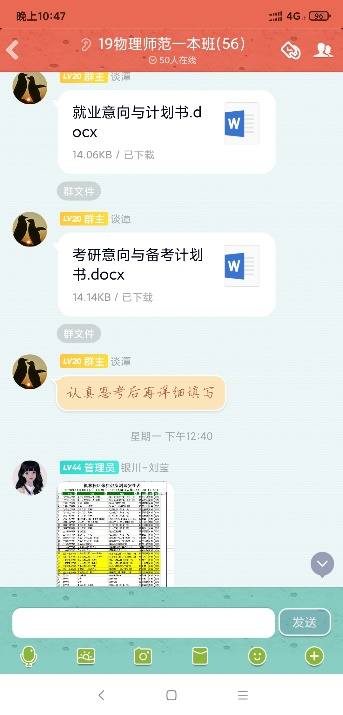 晚上10:47
4G
96
19物理师范一本班(56)
50人在线
LV20 群主 谈潭
就业意向与计划书.d
ocx
14.06KB / 已下载
群文件
LV20 群主 谈潭
考研意向与备考计划
书.docx
14.14KB / 已下载
群文件
LV20 群主 谈潭
认真思考后再详细填写
星期一 下午12:40
LV44 管理员 银川-刘莹
发送